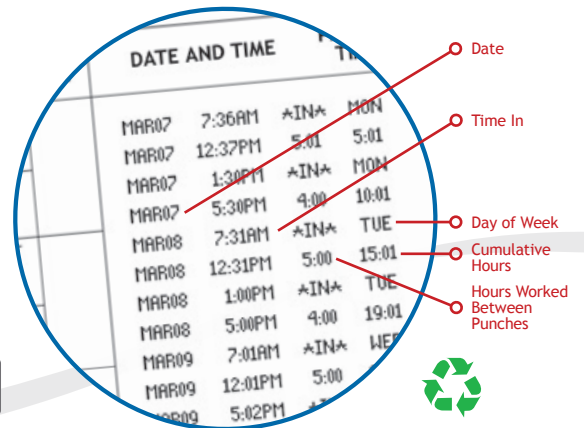 DATE AND TIME
MAR07 7:36AM *IN* MON
MAR07 12:37PM 5:01 5:01
MAR07 1:30PM *IN* MON
MAR07 5:30PM 4:00 10:01
MAR08 7:31AM *IN* TUE
MAR08 12:31PM 5:00 15:01
MAR08 1:00PM *IN* TUE
MAR08 5:00PM 4:00 19:01
MAR09 7:01AM *IN*
MAR09 12:01PM 5:00
5:02PM
Date
Time In
Day of Week
Cumulative
Hours
Hours Worked
Between
Punches